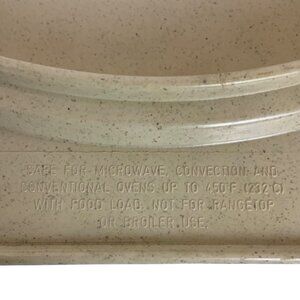 SAFE FOR MICROWAVE, CONVECTION AND
CONVENTIONAL OVENS UP TO 450°F. (232°C)
WITH FOOD LOAD. NOT FOR RANGETOP
OR BROILER USE.